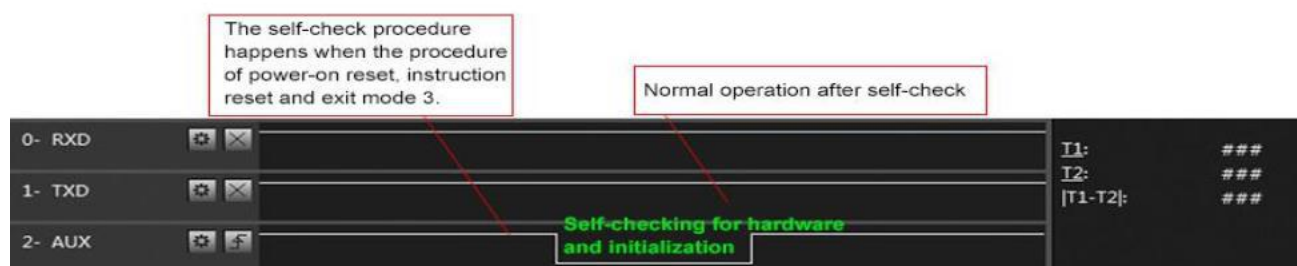 The self-check procedure
happens when the procedure
of power-on reset, instruction
reset and exit mode 3.
Normal operation after self-check
0- RXD
1- TXD
2- AUX
Self-checking for hardware
and initialization
T1: ###
T2: ###
|T1-T2|: ###